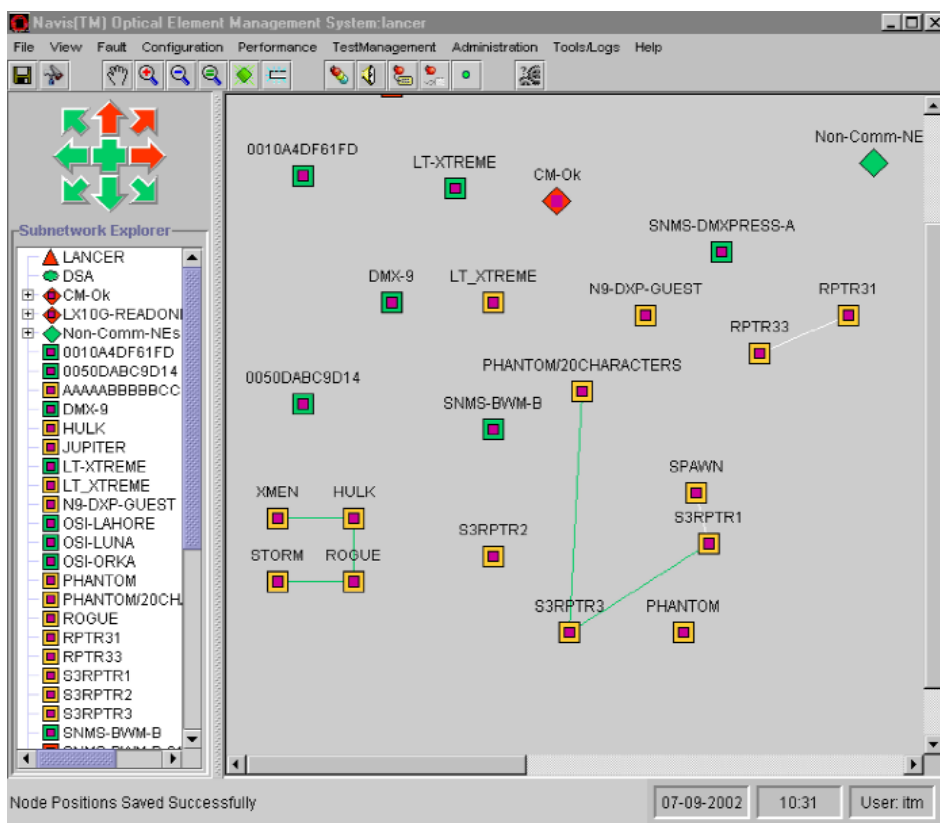 Navis(TM) Optical Element Management System:lancer
File View Fault Configuration Performance TestManagement Administration Tools/Logs Help
Subnetwork Explorer
LANCER
DSA
CM-Ok
LX10G-READONI
Non-Comm-NEs
0010A4DF61FD
0050DABC9D14
AAAAABBBBBCC
DMX-9
HULK
JUPITER
LT-XTREME
LT_XTREME
N9-DXP-GUEST
OSI-LAHORE
OSI-LUNA
OSI-ORKA
PHANTOM
PHANTOM/20CH
ROGUE
RPTR31
RPTR33
S3RPTR1
S3RPTR2
S3RPTR3
SNMS-BWM-B
0010A4DF61FD
LT-XTREME
CM-Ok
Non-Comm-NE
SNMS-DMXPRESS-A
DMX-9
LT_XTREME
N9-DXP-GUEST
RPTR31
RPTR33
PHANTOM/20CHARACTERS
0050DABC9D14
SNMS-BWM-B
SPAWN
XMEN
HULK
S3RPTR1
S3RPTR2
STORM
ROGUE
S3RPTR3
PHANTOM
Node Positions Saved Successfully
07-09-2002
10:31
User: itm